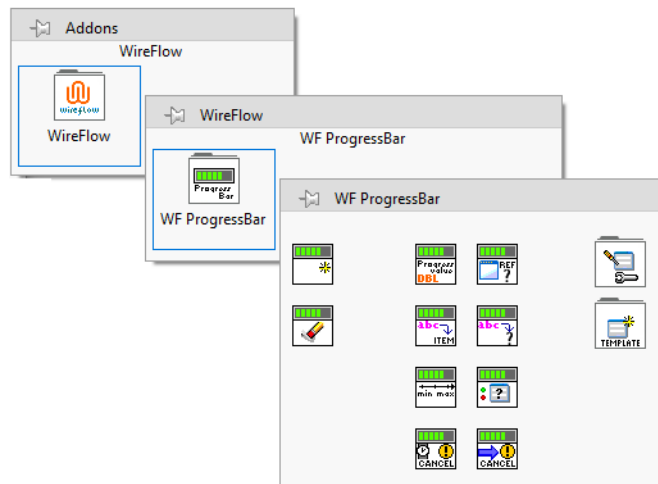 Addons
WireFlow
wireflow
WireFlow
WireFlow
WF ProgressBar
Progress
Bar
WF ProgressBar
WF ProgressBar
Progress
value
DBL
REF
?
abc
ITEM
abc
?
TEMPLATE
min max
?
CANCEL
CANCEL